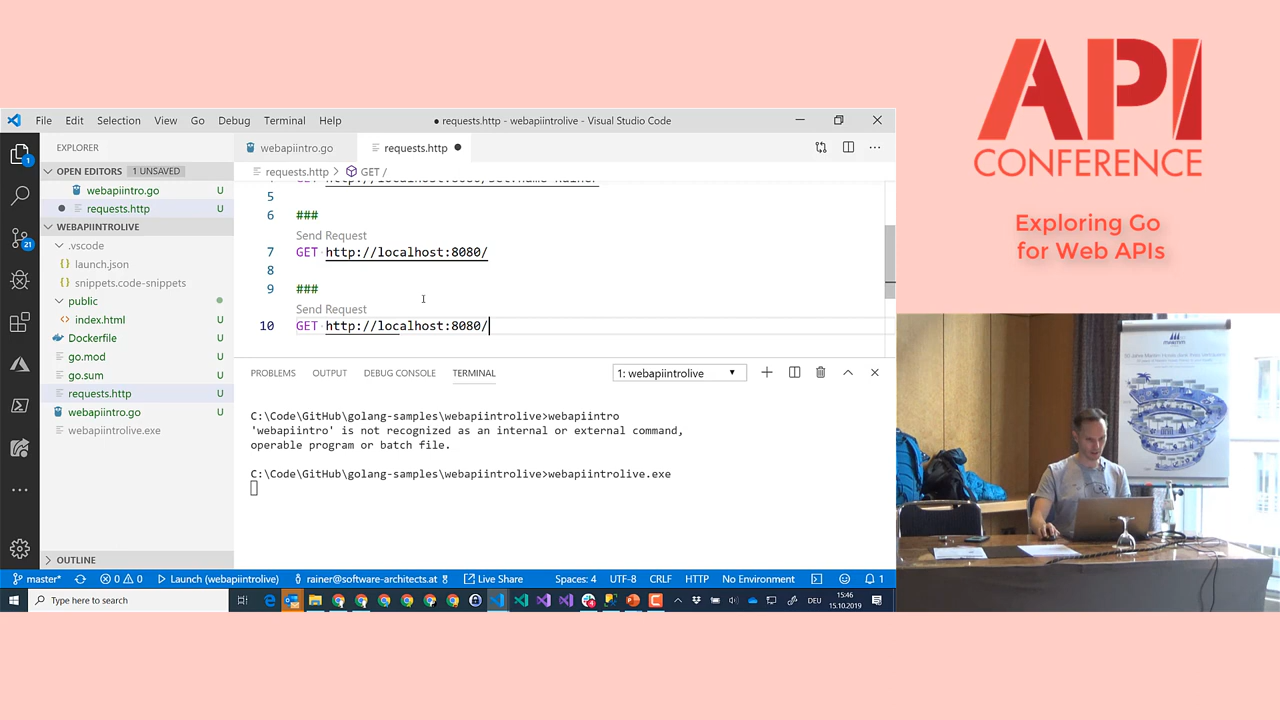 API
CONFERENCE
Exploring Go
for Web APIs
File Edit Selection View Go Debug Terminal Help
● requests.http - webapiintrolive - Visual Studio Code
EXPLORER
webapiintro.go
requests.http ●
OPEN EDITORS 1 UNSAVED
requests.http > GET /
webapiintro.go U
requests.http U
WEBAPIINTROLIVE
.vscode
launch.json
snippets.code-snippets
public
index.html U
Dockerfile U
go.mod U
go.sum U
requests.http U
webapiintro.go U
webapiintrolive.exe
OUTLINE
5
6 ###
Send Request
7 GET http://localhost:8080/
8
9 ###
Send Request
10 GET http://localhost:8080/
PROBLEMS OUTPUT DEBUG CONSOLE TERMINAL
1: webapiintrolive
C:\Code\GitHub\golang-samples\webapiintrolive>webapiintro
'webapiintro' is not recognized as an internal or external command,
operable program or batch file.
C:\Code\GitHub\golang-samples\webapiintrolive>webapiintrolive.exe
master* 0 0 Launch (webapiintrolive) rainer@software-architects.at Live Share Spaces: 4 UTF-8 CRLF HTTP No Environment 1
Type here to search
DEU
15:46
15.10.2019